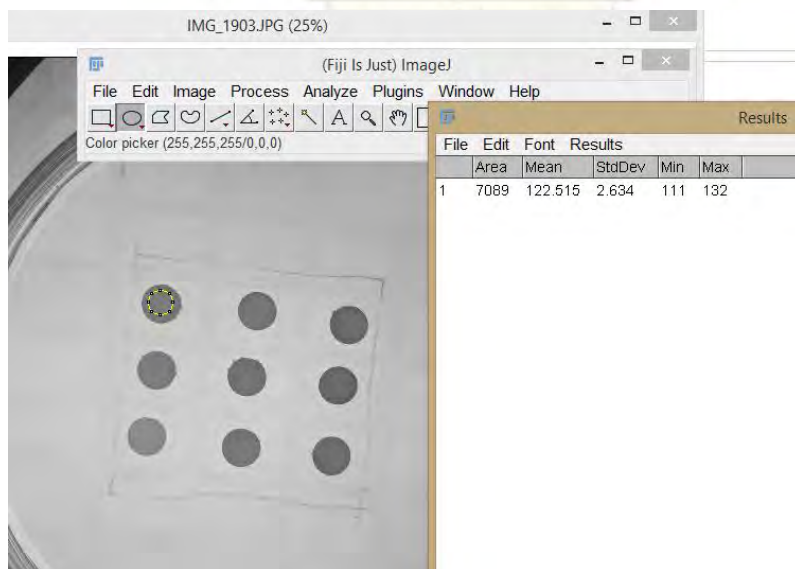 IMG_1903.JPG (25%)
(Fiji Is Just) ImageJ
File Edit Image Process Analyze Plugins Window Help
A
Color picker (255,255,255/0,0,0)
Results
File Edit Font Results
Area Mean StdDev Min Max
1 7089 122.515 2.634 111 132